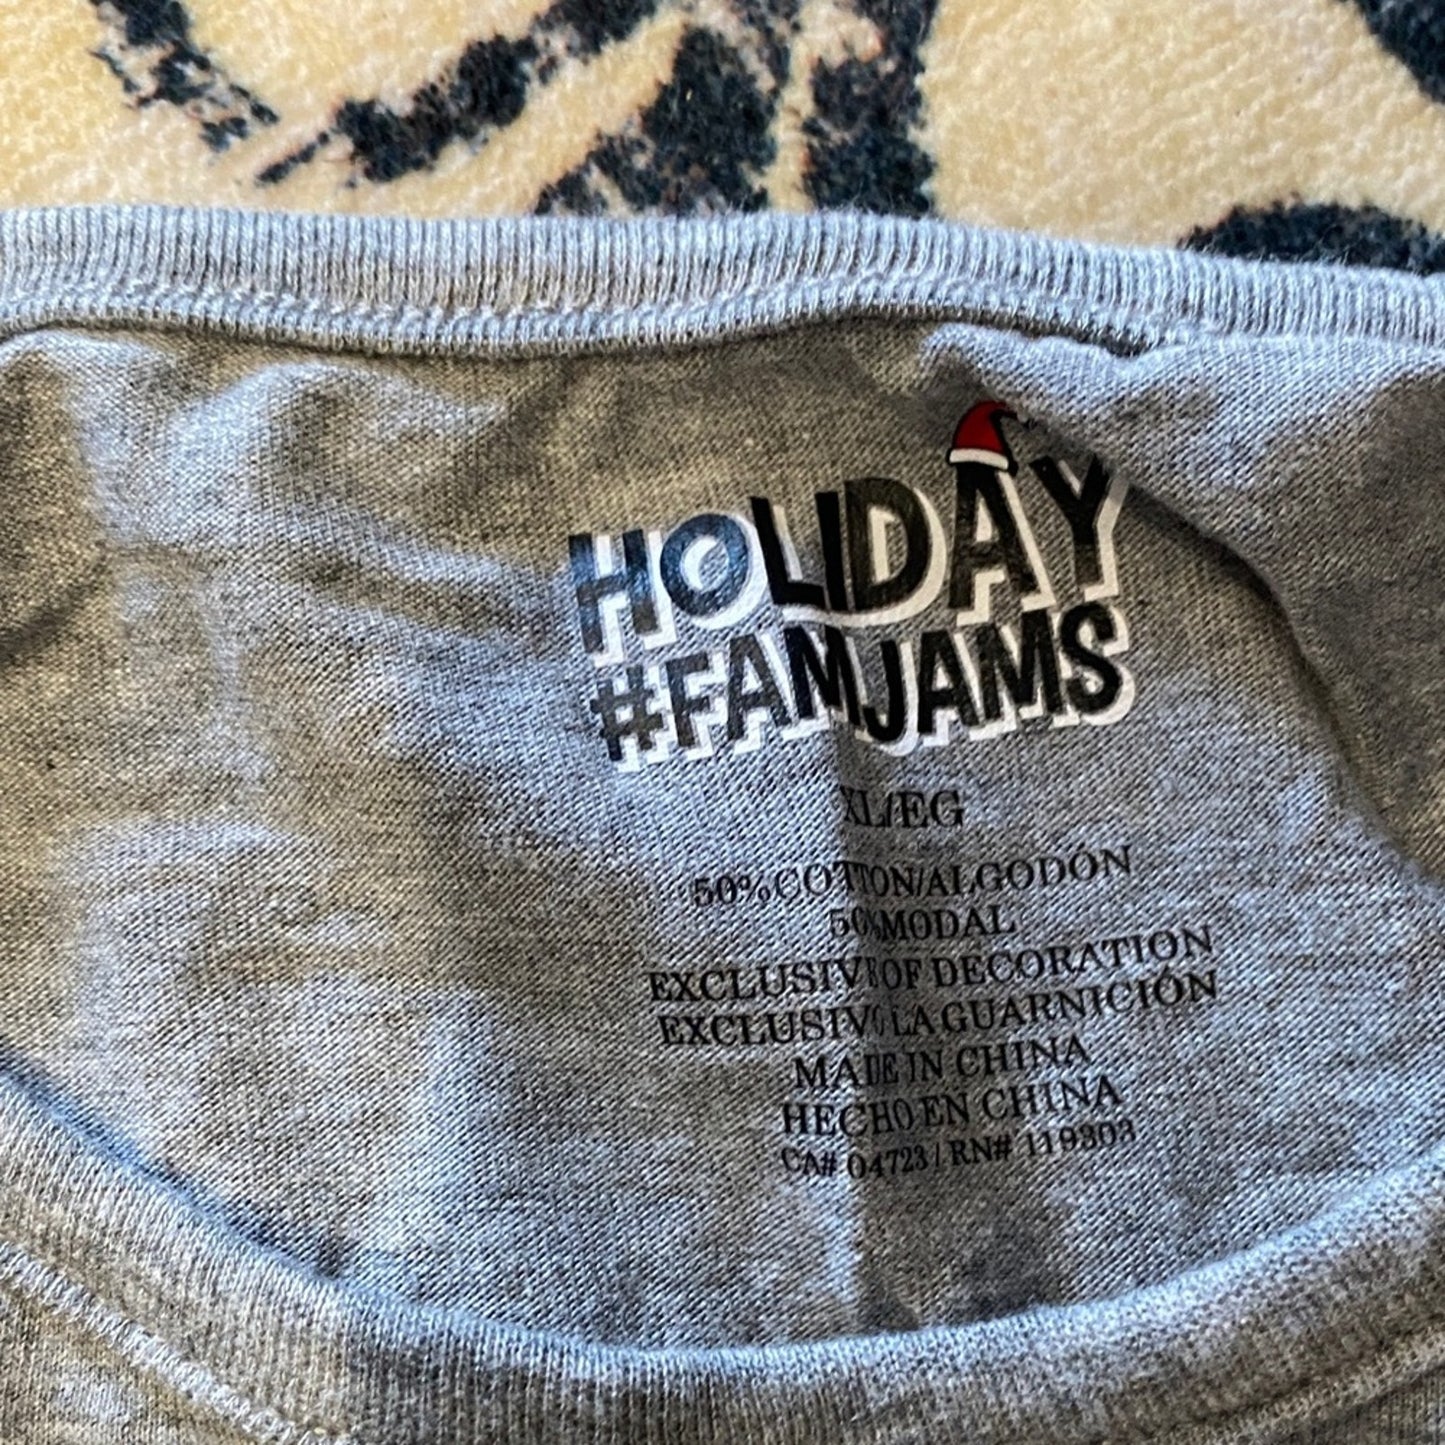 HOLIDAY
#FAMJAMS
XL/EG
50% COTTON/ALGODÓN
50% MODAL
EXCLUSIVE OF DECORATION
EXCLUSIVO LA GUARNICIÓN
MADE IN CHINA
HECHO EN CHINA
CA# 04723 / RN# 119303